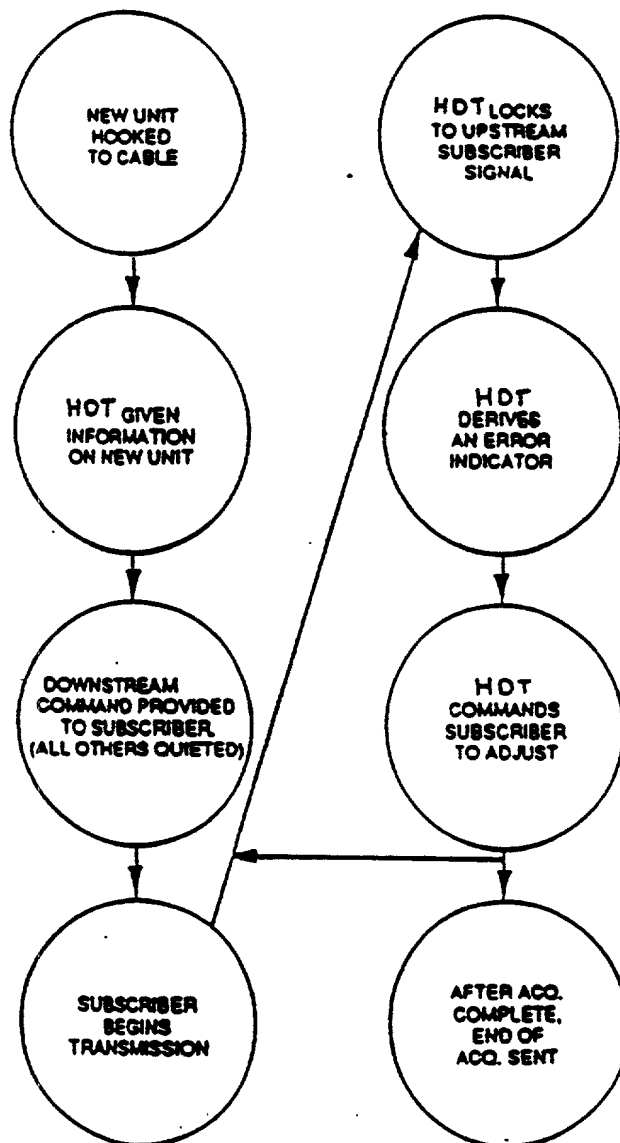 NEW UNIT
HOOKED
TO CABLE
HDT GIVEN
INFORMATION
ON NEW UNIT
DOWNSTREAM
COMMAND PROVIDED
TO SUBSCRIBER.
(ALL OTHERS QUIETED)
SUBSCRIBER
BEGINS
TRANSMISSION
HDT LOCKS
TO UPSTREAM
SUBSCRIBER
SIGNAL
HDT
DERIVES
AN ERROR
INDICATOR
HDT
COMMANDS
SUBSCRIBER
TO ADJUST
AFTER ACQ.
COMPLETE,
END OF
ACQ. SENT